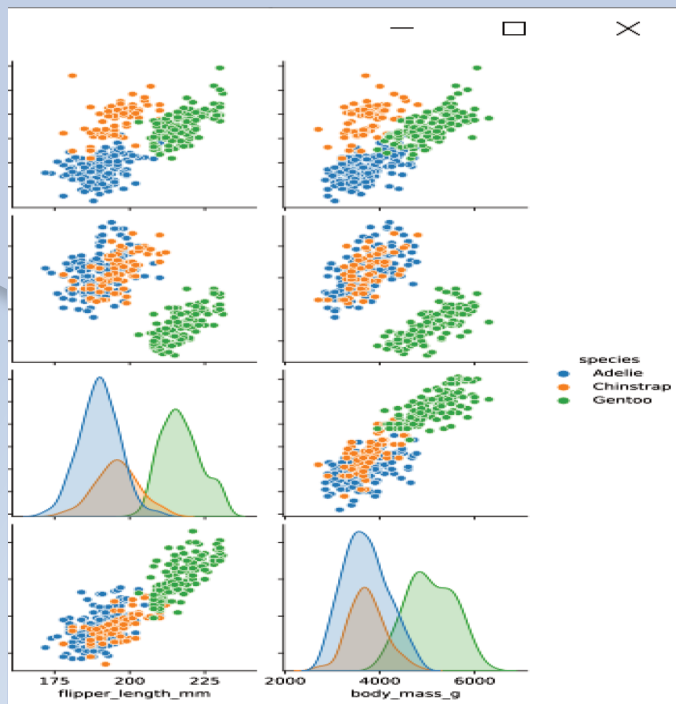 species
Adelie
Chinstrap
Gentoo
175 200 225 2000 4000 6000
flipper_length_mm body_mass_g